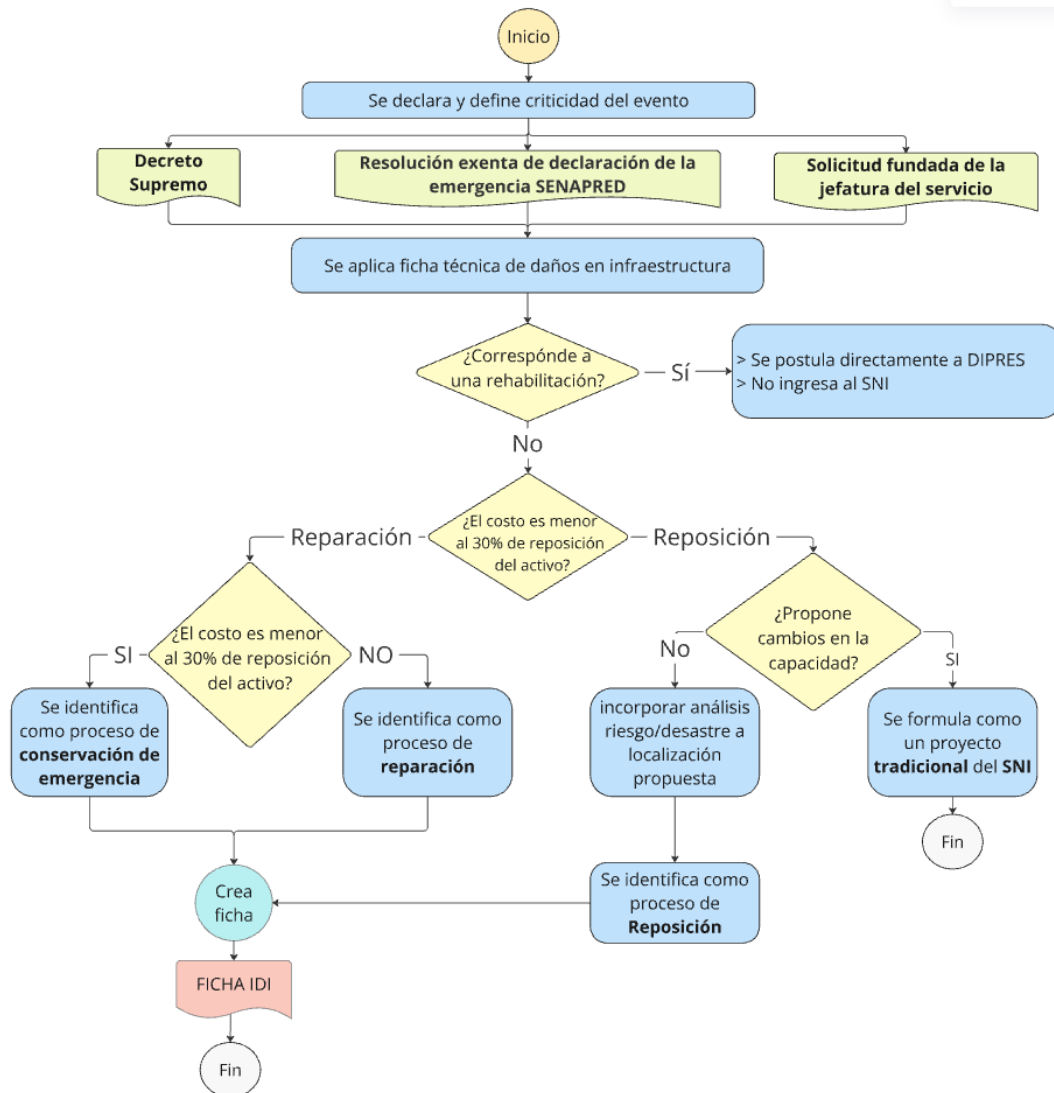 Inicio
Se declara y define criticidad del evento
Decreto
Supremo
Resolución exenta de declaración de la
emergencia SENAPRED
Solicitud fundada de la
jefatura del servicio
Se aplica ficha técnica de daños en infraestructura
¿Correspónde a
una rehabilitación?
Sí
> Se postula directamente a DIPRES
> No ingresa al SNI
No
¿El costo es menor
al 30% de reposición
del activo?
Reparación
Reposición
¿El costo es menor
al 30% de reposición
del activo?
SI
NO
¿Propone
cambios en la
capacidad?
No
SI
Se identifica
como proceso de
conservación de
emergencia
Se identifica como
proceso de
reparación
incorporar análisis
riesgo/desastre a
localización
propuesta
Se formula como
un proyecto
tradicional del SNI
Fin
Crea
ficha
Se identifica como
proceso de
Reposición
FICHA IDI
Fin